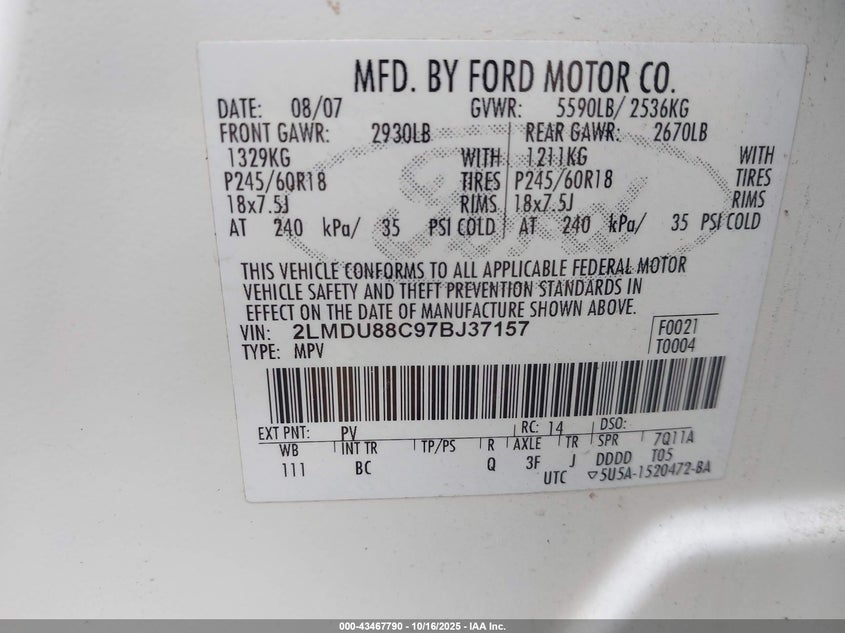 MFD. BY FORD MOTOR CO.
DATE: 08/07 GVWR: 5590LB/ 2536KG
FRONT GAWR: 2930LB REAR GAWR: 2670LB
1329KG WITH 1211KG WITH
P245/60R18 TIRES P245/60R18 TIRES
18x7.5J RIMS 18x7.5J RIMS
AT 240 kPa/ 35 PSI COLD AT 240 kPa/ 35 PSI COLD
Ford
THIS VEHICLE CONFORMS TO ALL APPLICABLE FEDERAL MOTOR
VEHICLE SAFETY AND THEFT PREVENTION STANDARDS IN
EFFECT ON THE DATE OF MANUFACTURE SHOWN ABOVE.
VIN: 2LMDU88C97BJ37157 F0021
TYPE: MPV T0004
EXT PNT: PV RC: 14 DSO:
WB INT TR TP/PS R AXLE TR SPR 7Q11A
111 BC Q 3F J DDDD T05
UTC ▽5U5A-1520472-BA
000-43467790 - 10/16/2025 - IAA Inc.